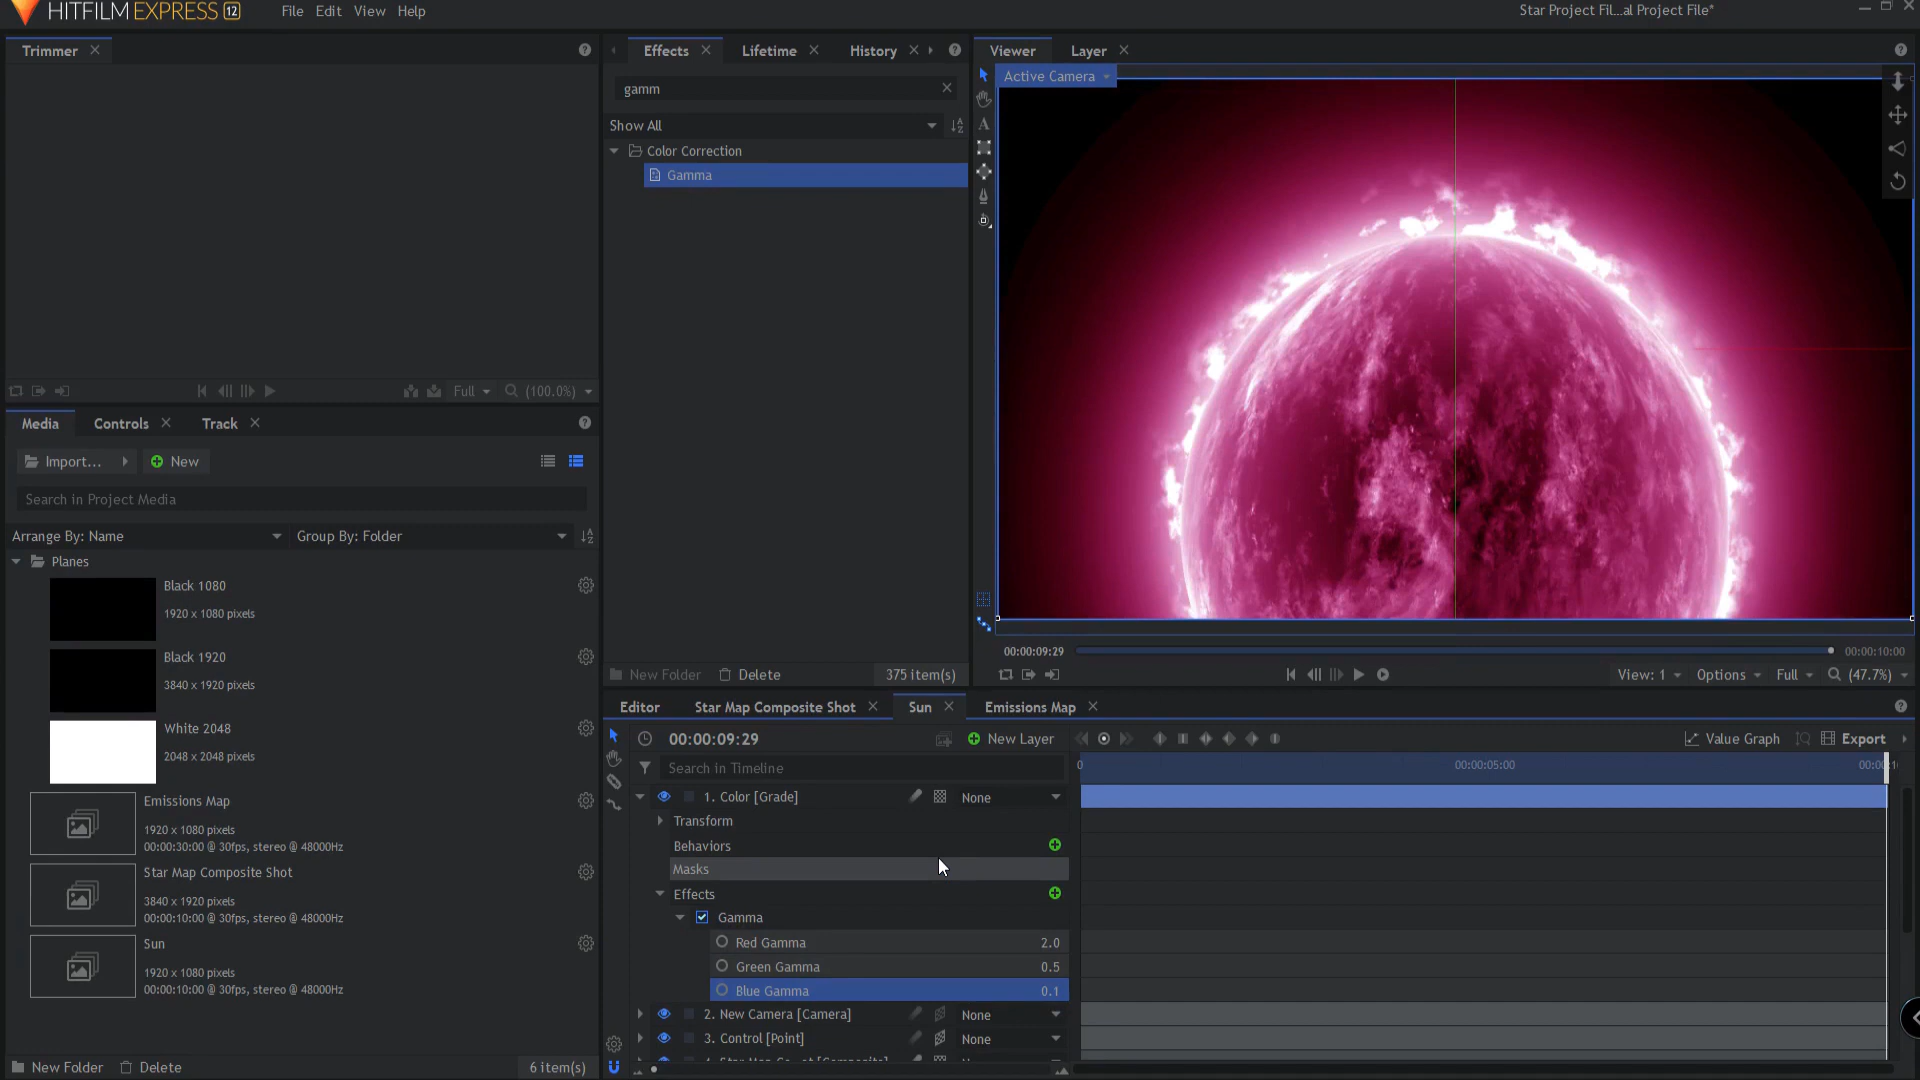 HITFILM EXPRESS 12
File Edit View Help
Star Project Fil...al Project File*
Trimmer
Full (100.0%)
Media Controls Track
Import... New
Search in Project Media
Arrange By: Name Group By: Folder
Planes
Black 1080
1920 x 1080 pixels
Black 1920
3840 x 1920 pixels
White 2048
2048 x 2048 pixels
Emissions Map
1920 x 1080 pixels
00:00:30:00 @ 30fps, stereo @ 48000Hz
Star Map Composite Shot
3840 x 1920 pixels
00:00:10:00 @ 30fps, stereo @ 48000Hz
Sun
1920 x 1080 pixels
00:00:10:00 @ 30fps, stereo @ 48000Hz
New Folder Delete 6 item(s)
Effects Lifetime History
gamm
Show All
Color Correction
Gamma
New Folder Delete 375 item(s)
Viewer Layer
Active Camera
00:00:09:29 00:00:10:00
View: 1 Options Full (47.7%)
Editor Star Map Composite Shot Sun Emissions Map
00:00:09:29 New Layer Value Graph Export
Search in Timeline
0 00:00:05:00
1. Color [Grade] None
Transform
Behaviors
Masks
Effects
Gamma
Red Gamma 2.0
Green Gamma 0.5
Blue Gamma 0.1
2. New Camera [Camera] None
3. Control [Point] None